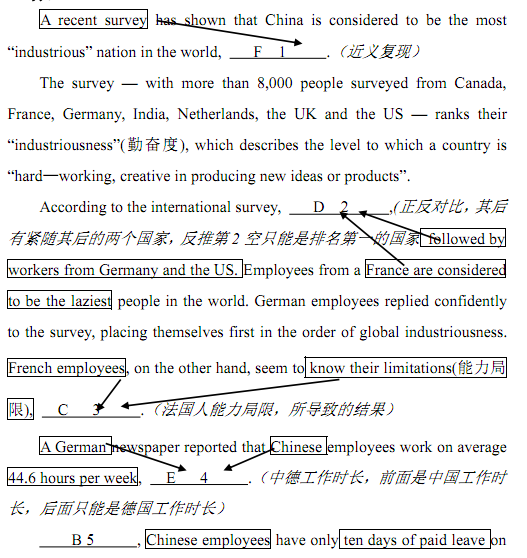 A recent survey has shown that China is considered to be the most
“industrious” nation in the world, F 1 .（近义复现）
The survey — with more than 8,000 people surveyed from Canada,
France, Germany, India, Netherlands, the UK and the US — ranks their
“industriousness”(勤奋度), which describes the level to which a country is
“hard—working, creative in producing new ideas or products”.
According to the international survey, D 2 ,(正反对比，其后
有紧随其后的两个国家，反推第 2 空只能是排名第一的国家 followed by
workers from Germany and the US. Employees from a France are considered
to be the laziest people in the world. German employees replied confidently
to the survey, placing themselves first in the order of global industriousness.
French employees, on the other hand, seem to know their limitations(能力局
限), C 3 .（法国人能力局限，所导致的结果）
A German newspaper reported that Chinese employees work on average
44.6 hours per week, E 4 .（中德工作时长，前面是中国工作时
长，后面只能是德国工作时长）
B 5 , Chinese employees have only ten days of paid leave on